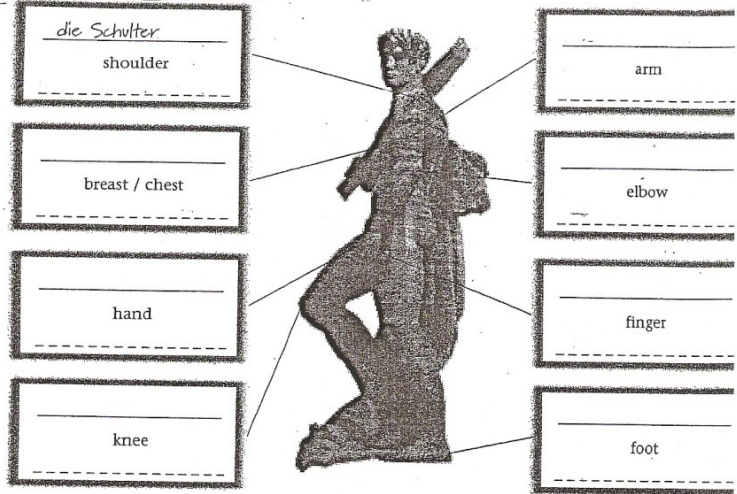 die Schulter
shoulder
arm
breast / chest
elbow
hand
finger
knee
foot